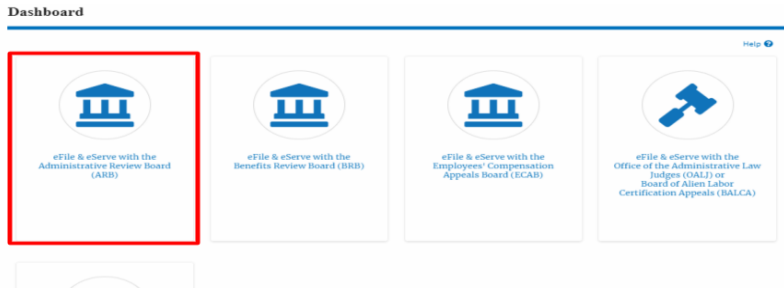 Dashboard
Help
eFile & eServe with the
Administrative Review Board
(ARB)
eFile & eServe with the
Benefits Review Board (BRB)
eFile & eServe with the
Employees' Compensation
Appeals Board (ECAB)
eFile & eServe with the
Office of the Administrative Law
Judges (OALJ) or
Board of Alien Labor
Certification Appeals (BALCA)